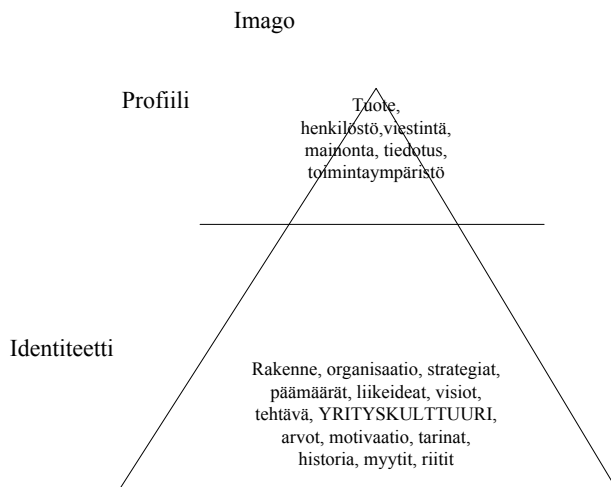 Imago
Profiili
Tuote,
henkilöstö,viestintä,
mainonta, tiedotus,
toimintaympäristö
Identiteetti
Rakenne, organisaatio, strategiat,
päämäärät, liikeideat, visiot,
tehtävä, YRITYSKULTTUURI,
arvot, motivaatio, tarinat,
historia, myytit, riitit